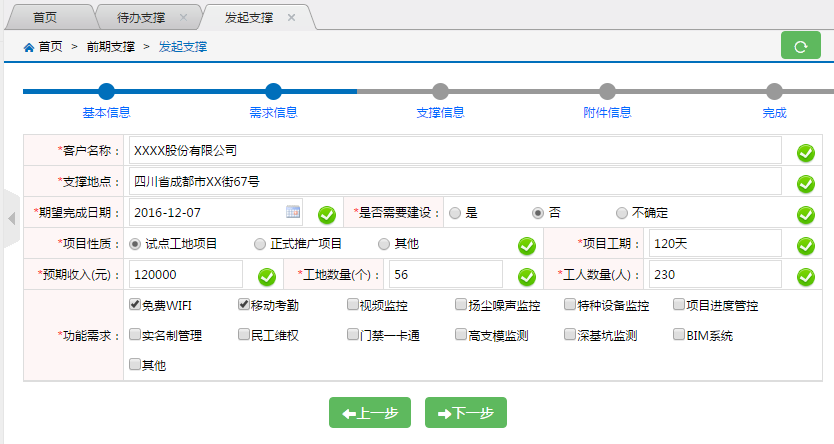 首页 待办支撑 × 发起支撑 ×
首页 > 前期支撑 > 发起支撑
基本信息 需求信息 支撑信息 附件信息 完成
*客户名称： XXXX股份有限公司
*支撑地点： 四川省成都市XX街67号
*期望完成日期： 2016-12-07 *是否需要建设： 是 否 不确定
*项目性质： 试点工地项目 正式推广项目 其他 *项目工期： 120天
*预期收入(元)： 120000 *工地数量(个)： 56 *工人数量(人)： 230
免费WIFI 移动考勤 视频监控 扬尘噪声监控 特种设备监控 项目进度管控
*功能需求： 实名制管理 民工维权 门禁一卡通 高支模监测 深基坑监测 BIM系统
其他
上一步 下一步